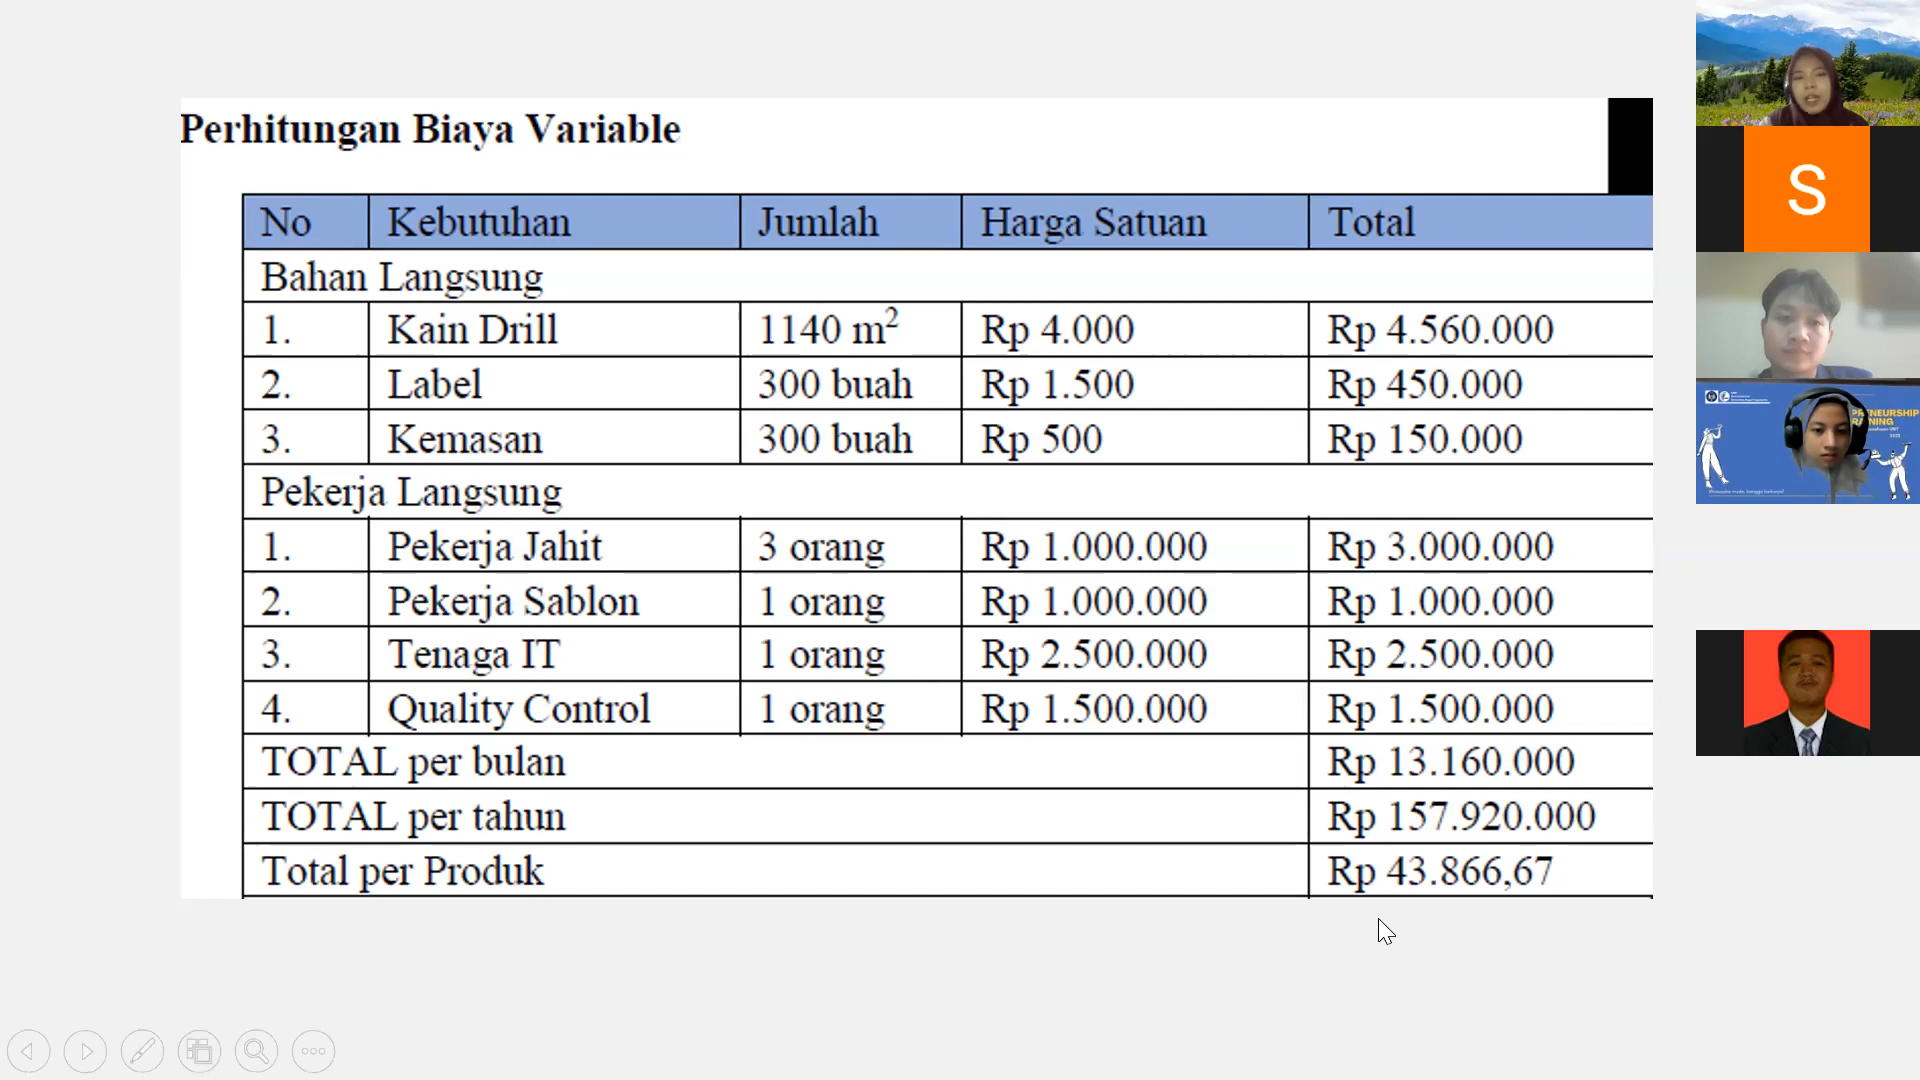 Perhitungan Biaya Variable
No Kebutuhan Jumlah Harga Satuan Total
Bahan Langsung
1. Kain Drill 1140 m² Rp 4.000 Rp 4.560.000
2. Label 300 buah Rp 1.500 Rp 450.000
3. Kemasan 300 buah Rp 500 Rp 150.000
Pekerja Langsung
1. Pekerja Jahit 3 orang Rp 1.000.000 Rp 3.000.000
2. Pekerja Sablon 1 orang Rp 1.000.000 Rp 1.000.000
3. Tenaga IT 1 orang Rp 2.500.000 Rp 2.500.000
4. Quality Control 1 orang Rp 1.500.000 Rp 1.500.000
TOTAL per bulan Rp 13.160.000
TOTAL per tahun Rp 157.920.000
Total per Produk Rp 43.866,67
S
PRENEURSHIP
RAINING